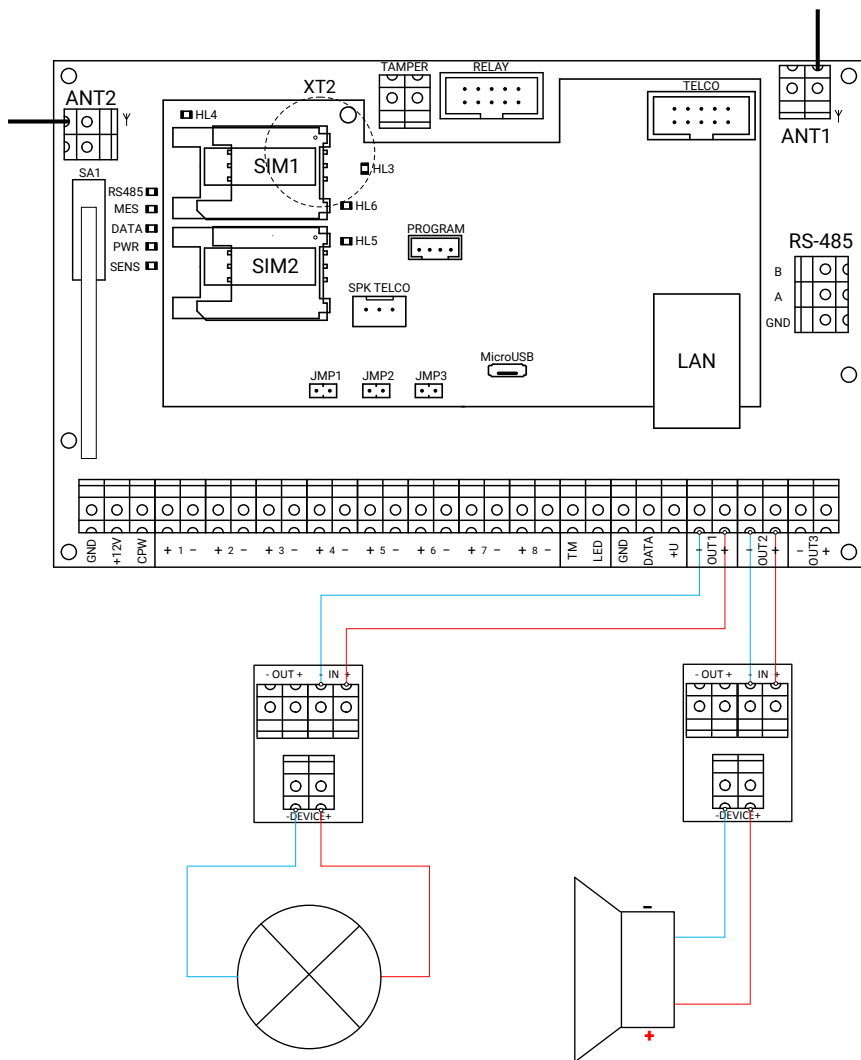 TAMPER
RELAY
XT2
TELCO
ANT2
HL4
ANT1
SIM1
HL3
SA1
RS485
MES
HL6
DATA
PWR
SENS
PROGRAM
HL5
SIM2
RS-485
B
A
GND
SPK TELCO
MicroUSB
LAN
JMP1
JMP2
JMP3
GND
+12V
CPW
+ 1 -
+ 2 -
+ 3 -
+ 4 -
+ 5 -
+ 6 -
+ 7 -
+ 8 -
TM
LED
GND
DATA
+U
- OUT1 +
- OUT2 +
- OUT3 +
- OUT + - IN +
- OUT + - IN +
-DEVICE+
-DEVICE+
-
+